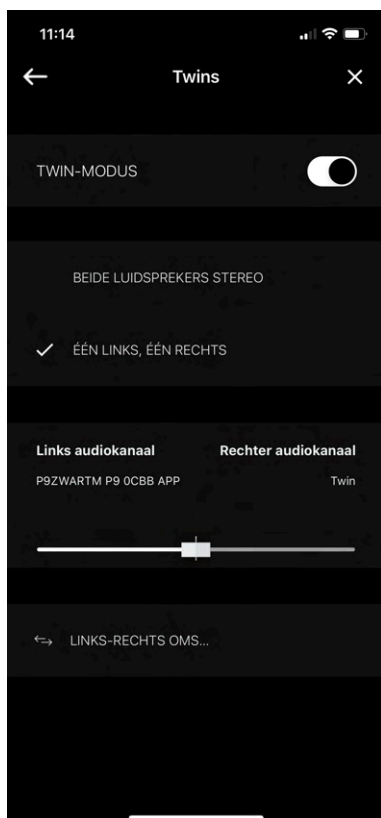 11:14
Twins
TWIN-MODUS
BEIDE LUIDSPREKERS STEREO
ÉÉN LINKS, ÉÉN RECHTS
Links audiokanaal Rechter audiokanaal
P9ZWARTM P9 0CBB APP Twin
LINKS-RECHTS OMS...